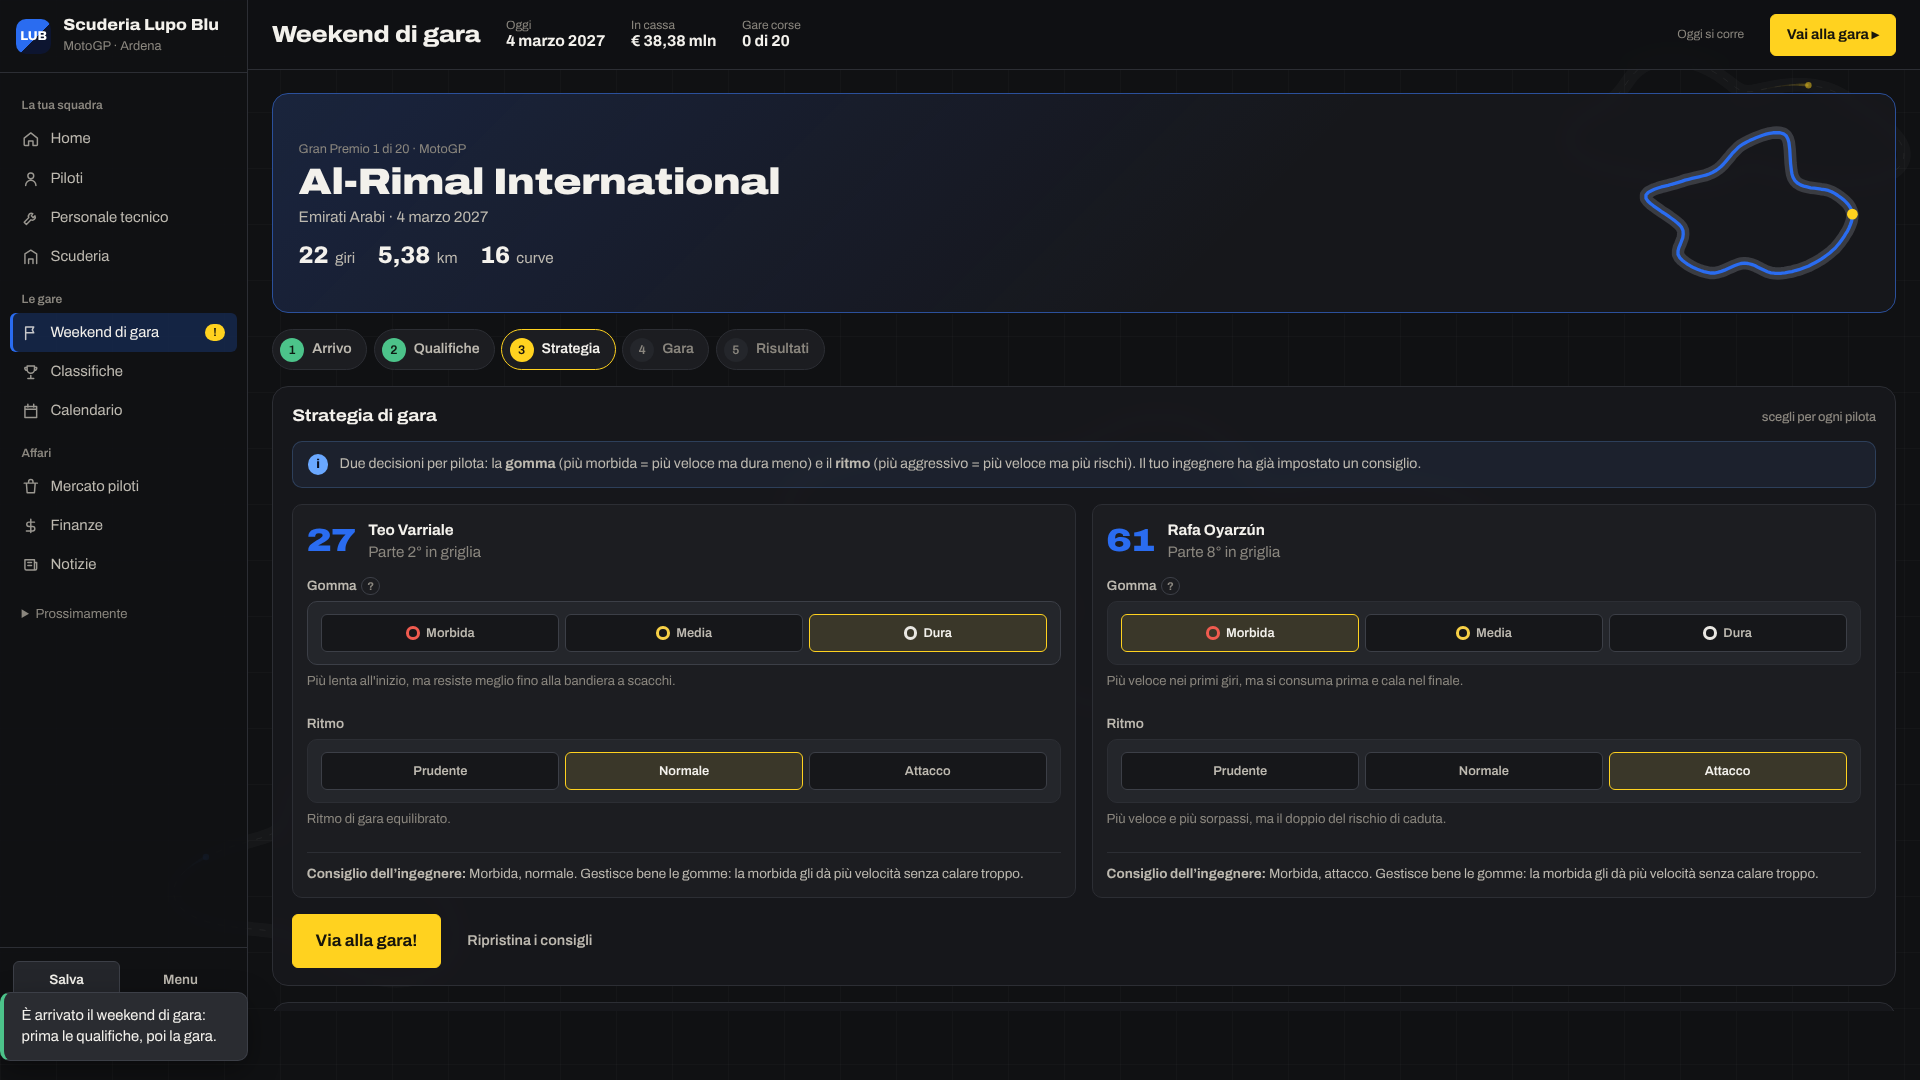 LUB
Scuderia Lupo Blu
MotoGP · Ardena
La tua squadra
Home
Piloti
Personale tecnico
Scuderia
Le gare
Weekend di gara
!
Classifiche
Calendario
Affari
Mercato piloti
Finanze
Notizie
Prossimamente
Salva
Menu
È arrivato il weekend di gara:
prima le qualifiche, poi la gara.
Weekend di gara
Oggi
4 marzo 2027
In cassa
€ 38,38 mln
Gare corse
0 di 20
Oggi si corre
Vai alla gara ▸
Gran Premio 1 di 20 · MotoGP
Al-Rimal International
Emirati Arabi · 4 marzo 2027
22 giri 5,38 km 16 curve
1 Arrivo
2 Qualifiche
3 Strategia
4 Gara
5 Risultati
Strategia di gara
scegli per ogni pilota
i
Due decisioni per pilota: la gomma (più morbida = più veloce ma dura meno) e il ritmo (più aggressivo = più veloce ma più rischi). Il tuo ingegnere ha già impostato un consiglio.
27
Teo Varriale
Parte 2° in griglia
Gomma ?
Morbida
Media
Dura
Più lenta all'inizio, ma resiste meglio fino alla bandiera a scacchi.
Ritmo
Prudente
Normale
Attacco
Ritmo di gara equilibrato.
Consiglio dell’ingegnere: Morbida, normale. Gestisce bene le gomme: la morbida gli dà più velocità senza calare troppo.
61
Rafa Oyarzún
Parte 8° in griglia
Gomma ?
Morbida
Media
Dura
Più veloce nei primi giri, ma si consuma prima e cala nel finale.
Ritmo
Prudente
Normale
Attacco
Più veloce e più sorpassi, ma il doppio del rischio di caduta.
Consiglio dell’ingegnere: Morbida, attacco. Gestisce bene le gomme: la morbida gli dà più velocità senza calare troppo.
Via alla gara!
Ripristina i consigli